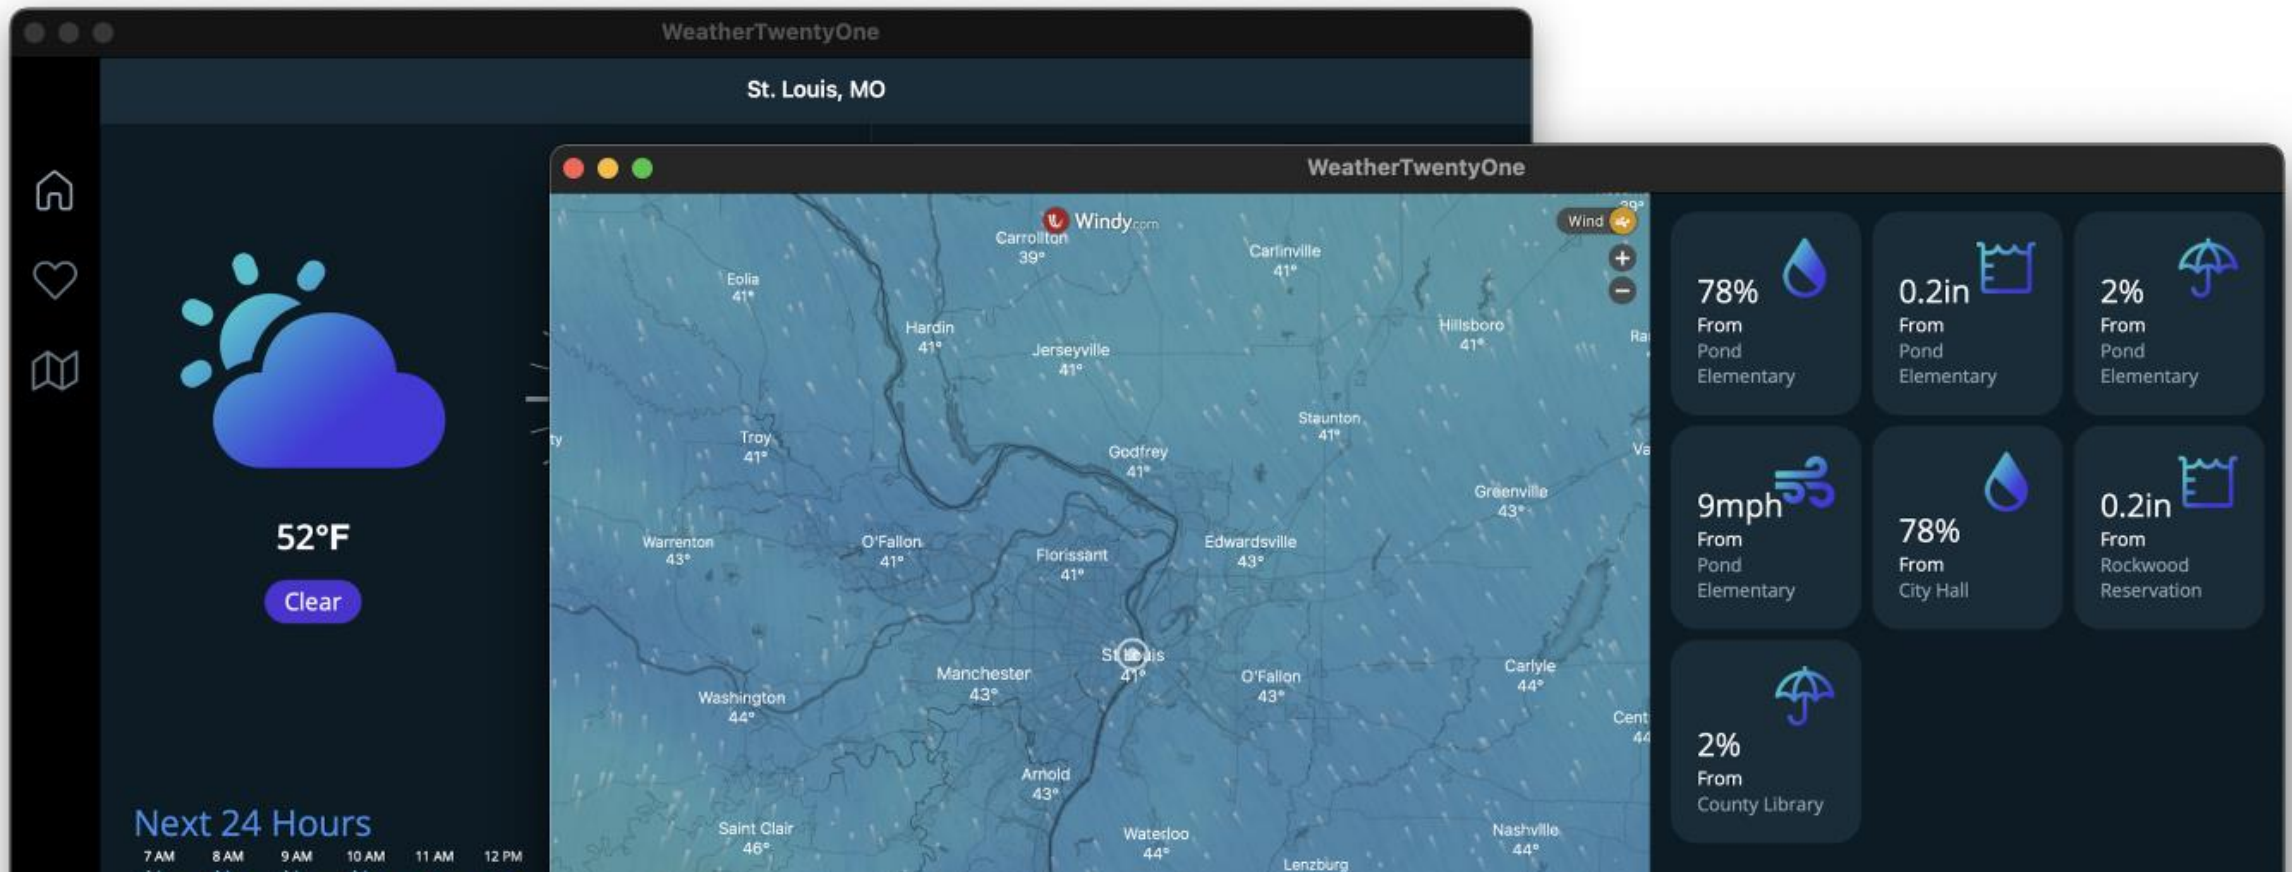 WeatherTwentyOne
St. Louis, MO
52°F
Clear
Next 24 Hours
7 AM 8 AM 9 AM 10 AM 11 AM 12 PM
WeatherTwentyOne
Windy.com
Wind
39°
Carrollton
39°
Carlinville
41°
Eolia
41°
Hardin
41°
Jerseyville
41°
Hillsboro
41°
Staunton
41°
Troy
41°
Godfrey
41°
Greenville
43°
Warrenton
43°
O'Fallon
41°
Florissant
41°
Edwardsville
43°
St Louis
41°
Manchester
43°
O'Fallon
43°
Carlyle
44°
Washington
44°
Cent
44
Arnold
43°
Saint Clair
46°
Waterloo
44°
Nashville
44°
Lenzburg
78%
From
Pond
Elementary
0.2in
From
Pond
Elementary
2%
From
Pond
Elementary
9mph
From
Pond
Elementary
78%
From
City Hall
0.2in
From
Rockwood
Reservation
2%
From
County Library